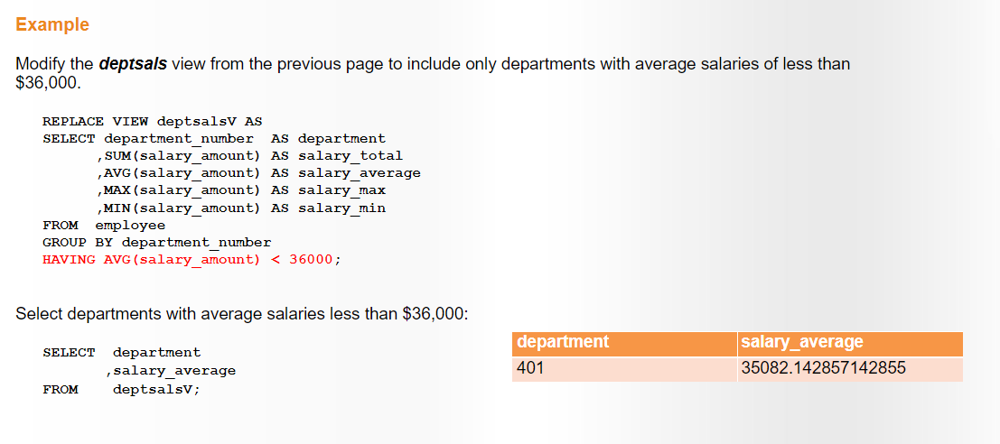 Example
Modify the deptsals view from the previous page to include only departments with average salaries of less than
$36,000.
REPLACE VIEW deptsalsV AS
SELECT department_number  AS department
      ,SUM(salary_amount) AS salary_total
      ,AVG(salary_amount) AS salary_average
      ,MAX(salary_amount) AS salary_max
      ,MIN(salary_amount) AS salary_min
FROM  employee
GROUP BY department_number
HAVING AVG(salary_amount) < 36000;
Select departments with average salaries less than $36,000:
SELECT  department
       ,salary_average
FROM    deptsalsV;
department salary_average
401 35082.142857142855